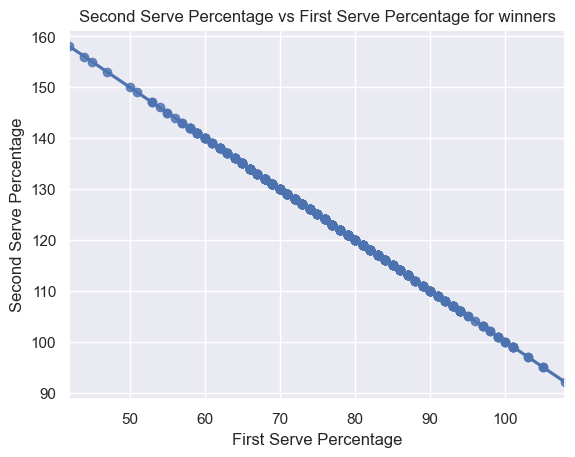 Second Serve Percentage vs First Serve Percentage for winners
160
150
140
130
120
110
100
90
Second Serve Percentage
50 60 70 80 90 100
First Serve Percentage